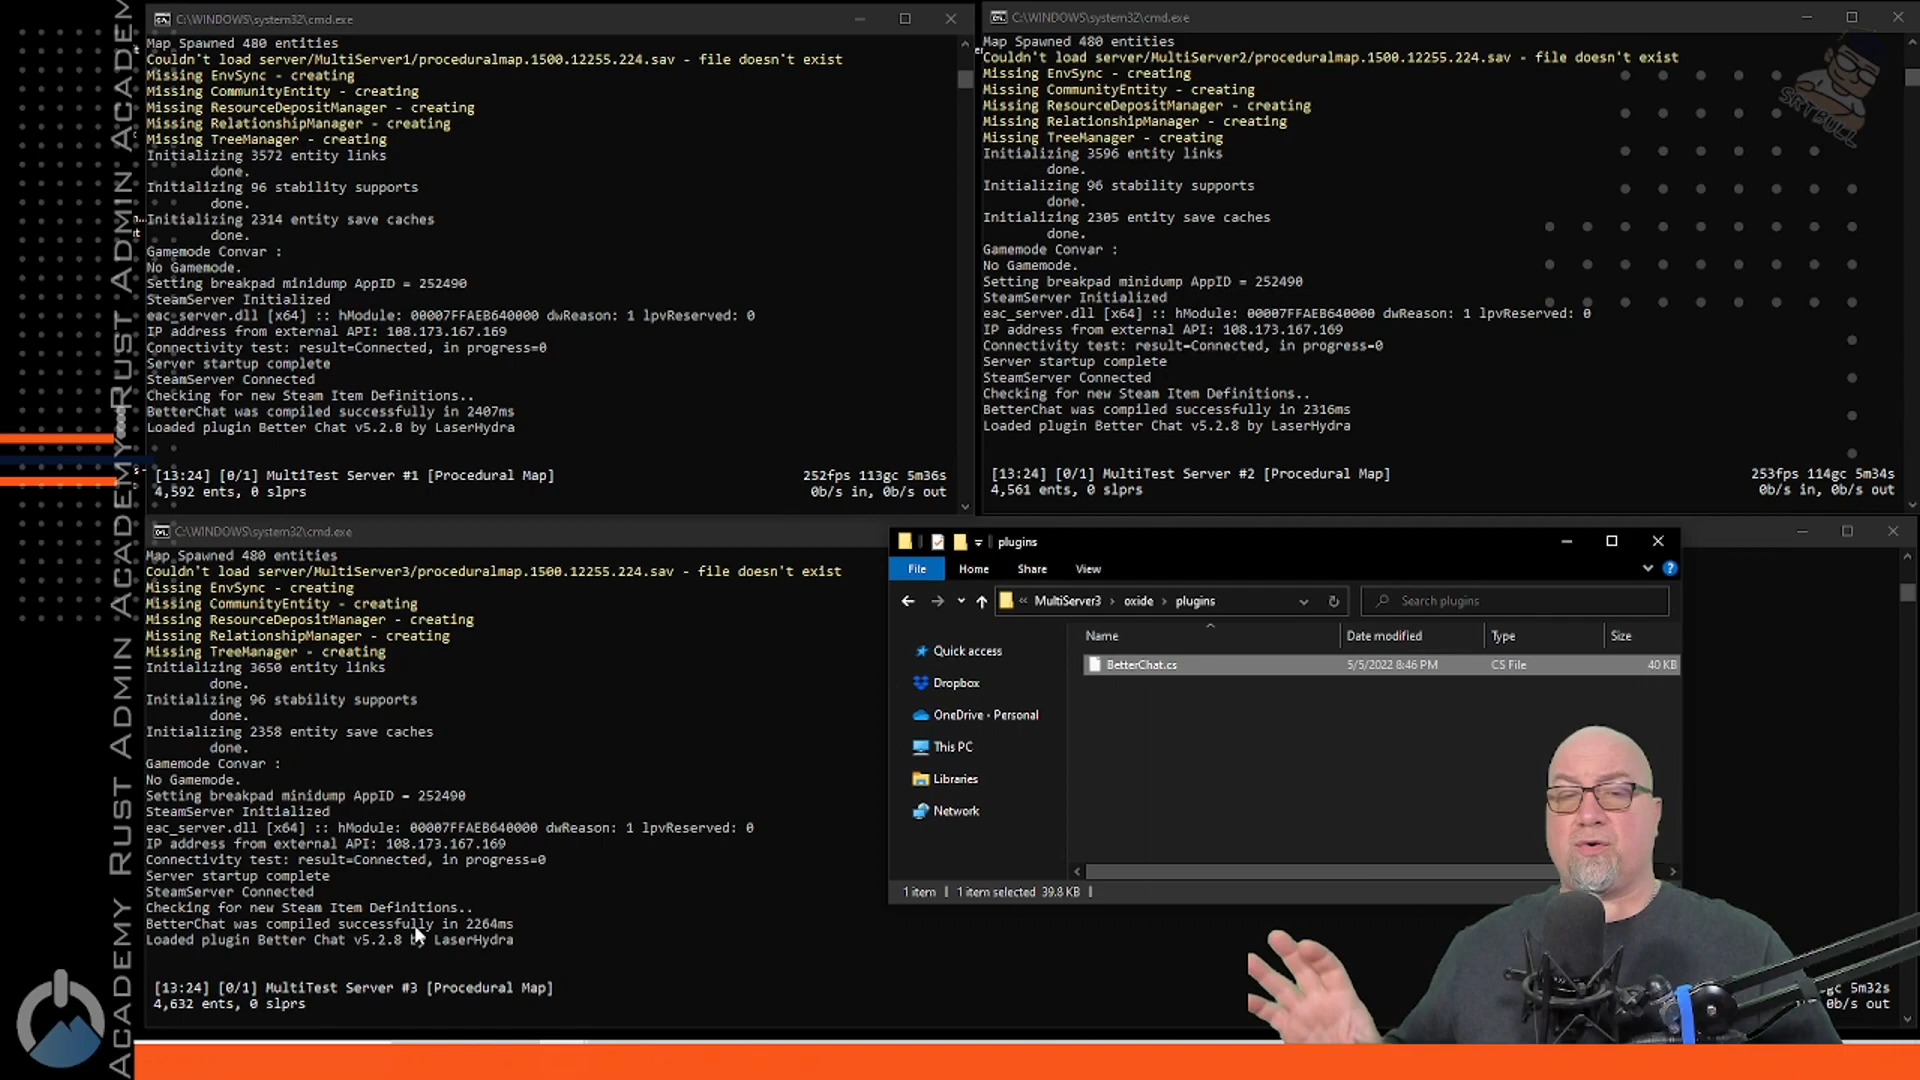 C:\WINDOWS\system32\cmd.exe
Map Spawned 480 entities
Couldn't load server/MultiServer1/proceduralmap.1500.12255.224.sav - file doesn't exist
Missing EnvSync - creating
Missing CommunityEntity - creating
Missing ResourceDepositManager - creating
Missing RelationshipManager - creating
Missing TreeManager - creating
Initializing 3572 entity links
done.
Initializing 96 stability supports
done.
Initializing 2314 entity save caches
done.
Gamemode Convar :
No Gamemode.
Setting breakpad minidump AppID = 252490
SteamServer Initialized
eac_server.dll [x64] :: hModule: 00007FFAEB640000 dwReason: 1 lpvReserved: 0
IP address from external API: 108.173.167.169
Connectivity test: result=Connected, in progress=0
Server startup complete
SteamServer Connected
Checking for new Steam Item Definitions..
BetterChat was compiled successfully in 2407ms
Loaded plugin Better Chat v5.2.8 by LaserHydra
[13:24] [0/1] MultiTest Server #1 [Procedural Map] 252fps 113gc 5m36s
4,592 ents, 0 slprs 0b/s in, 0b/s out
C:\WINDOWS\system32\cmd.exe
Map Spawned 480 entities
Couldn't load server/MultiServer2/proceduralmap.1500.12255.224.sav - file doesn't exist
Missing EnvSync - creating
Missing CommunityEntity - creating
Missing ResourceDepositManager - creating
Missing RelationshipManager - creating
Missing TreeManager - creating
Initializing 3596 entity links
done.
Initializing 96 stability supports
done.
Initializing 2305 entity save caches
done.
Gamemode Convar :
No Gamemode.
Setting breakpad minidump AppID = 252490
SteamServer Initialized
eac_server.dll [x64] :: hModule: 00007FFAEB640000 dwReason: 1 lpvReserved: 0
IP address from external API: 108.173.167.169
Connectivity test: result=Connected, in progress=0
Server startup complete
SteamServer Connected
Checking for new Steam Item Definitions..
BetterChat was compiled successfully in 2316ms
Loaded plugin Better Chat v5.2.8 by LaserHydra
[13:24] [0/1] MultiTest Server #2 [Procedural Map] 253fps 114gc 5m34s
4,561 ents, 0 slprs 0b/s in, 0b/s out
SRTBULL
C:\WINDOWS\system32\cmd.exe
Map Spawned 480 entities
Couldn't load server/MultiServer3/proceduralmap.1500.12255.224.sav - file doesn't exist
Missing EnvSync - creating
Missing CommunityEntity - creating
Missing ResourceDepositManager - creating
Missing RelationshipManager - creating
Missing TreeManager - creating
Initializing 3650 entity links
done.
Initializing 96 stability supports
done.
Initializing 2358 entity save caches
done.
Gamemode Convar :
No Gamemode.
Setting breakpad minidump AppID = 252490
SteamServer Initialized
eac_server.dll [x64] :: hModule: 00007FFAEB640000 dwReason: 1 lpvReserved: 0
IP address from external API: 108.173.167.169
Connectivity test: result=Connected, in progress=0
Server startup complete
SteamServer Connected
Checking for new Steam Item Definitions..
BetterChat was compiled successfully in 2264ms
Loaded plugin Better Chat v5.2.8 by LaserHydra
[13:24] [0/1] MultiTest Server #3 [Procedural Map] gc 5m32s
4,632 ents, 0 slprs 0b/s out
plugins
File Home Share View
MultiServer3 oxide plugins
Search plugins
Name Date modified Type Size
BetterChat.cs 5/5/2022 8:46 PM CS File 40 KB
Quick access
Dropbox
OneDrive - Personal
This PC
Libraries
Network
1 item 1 item selected 39.8 KB
ACADEMY RUST ADMIN ACADEMY RUST ADMIN ACADEM